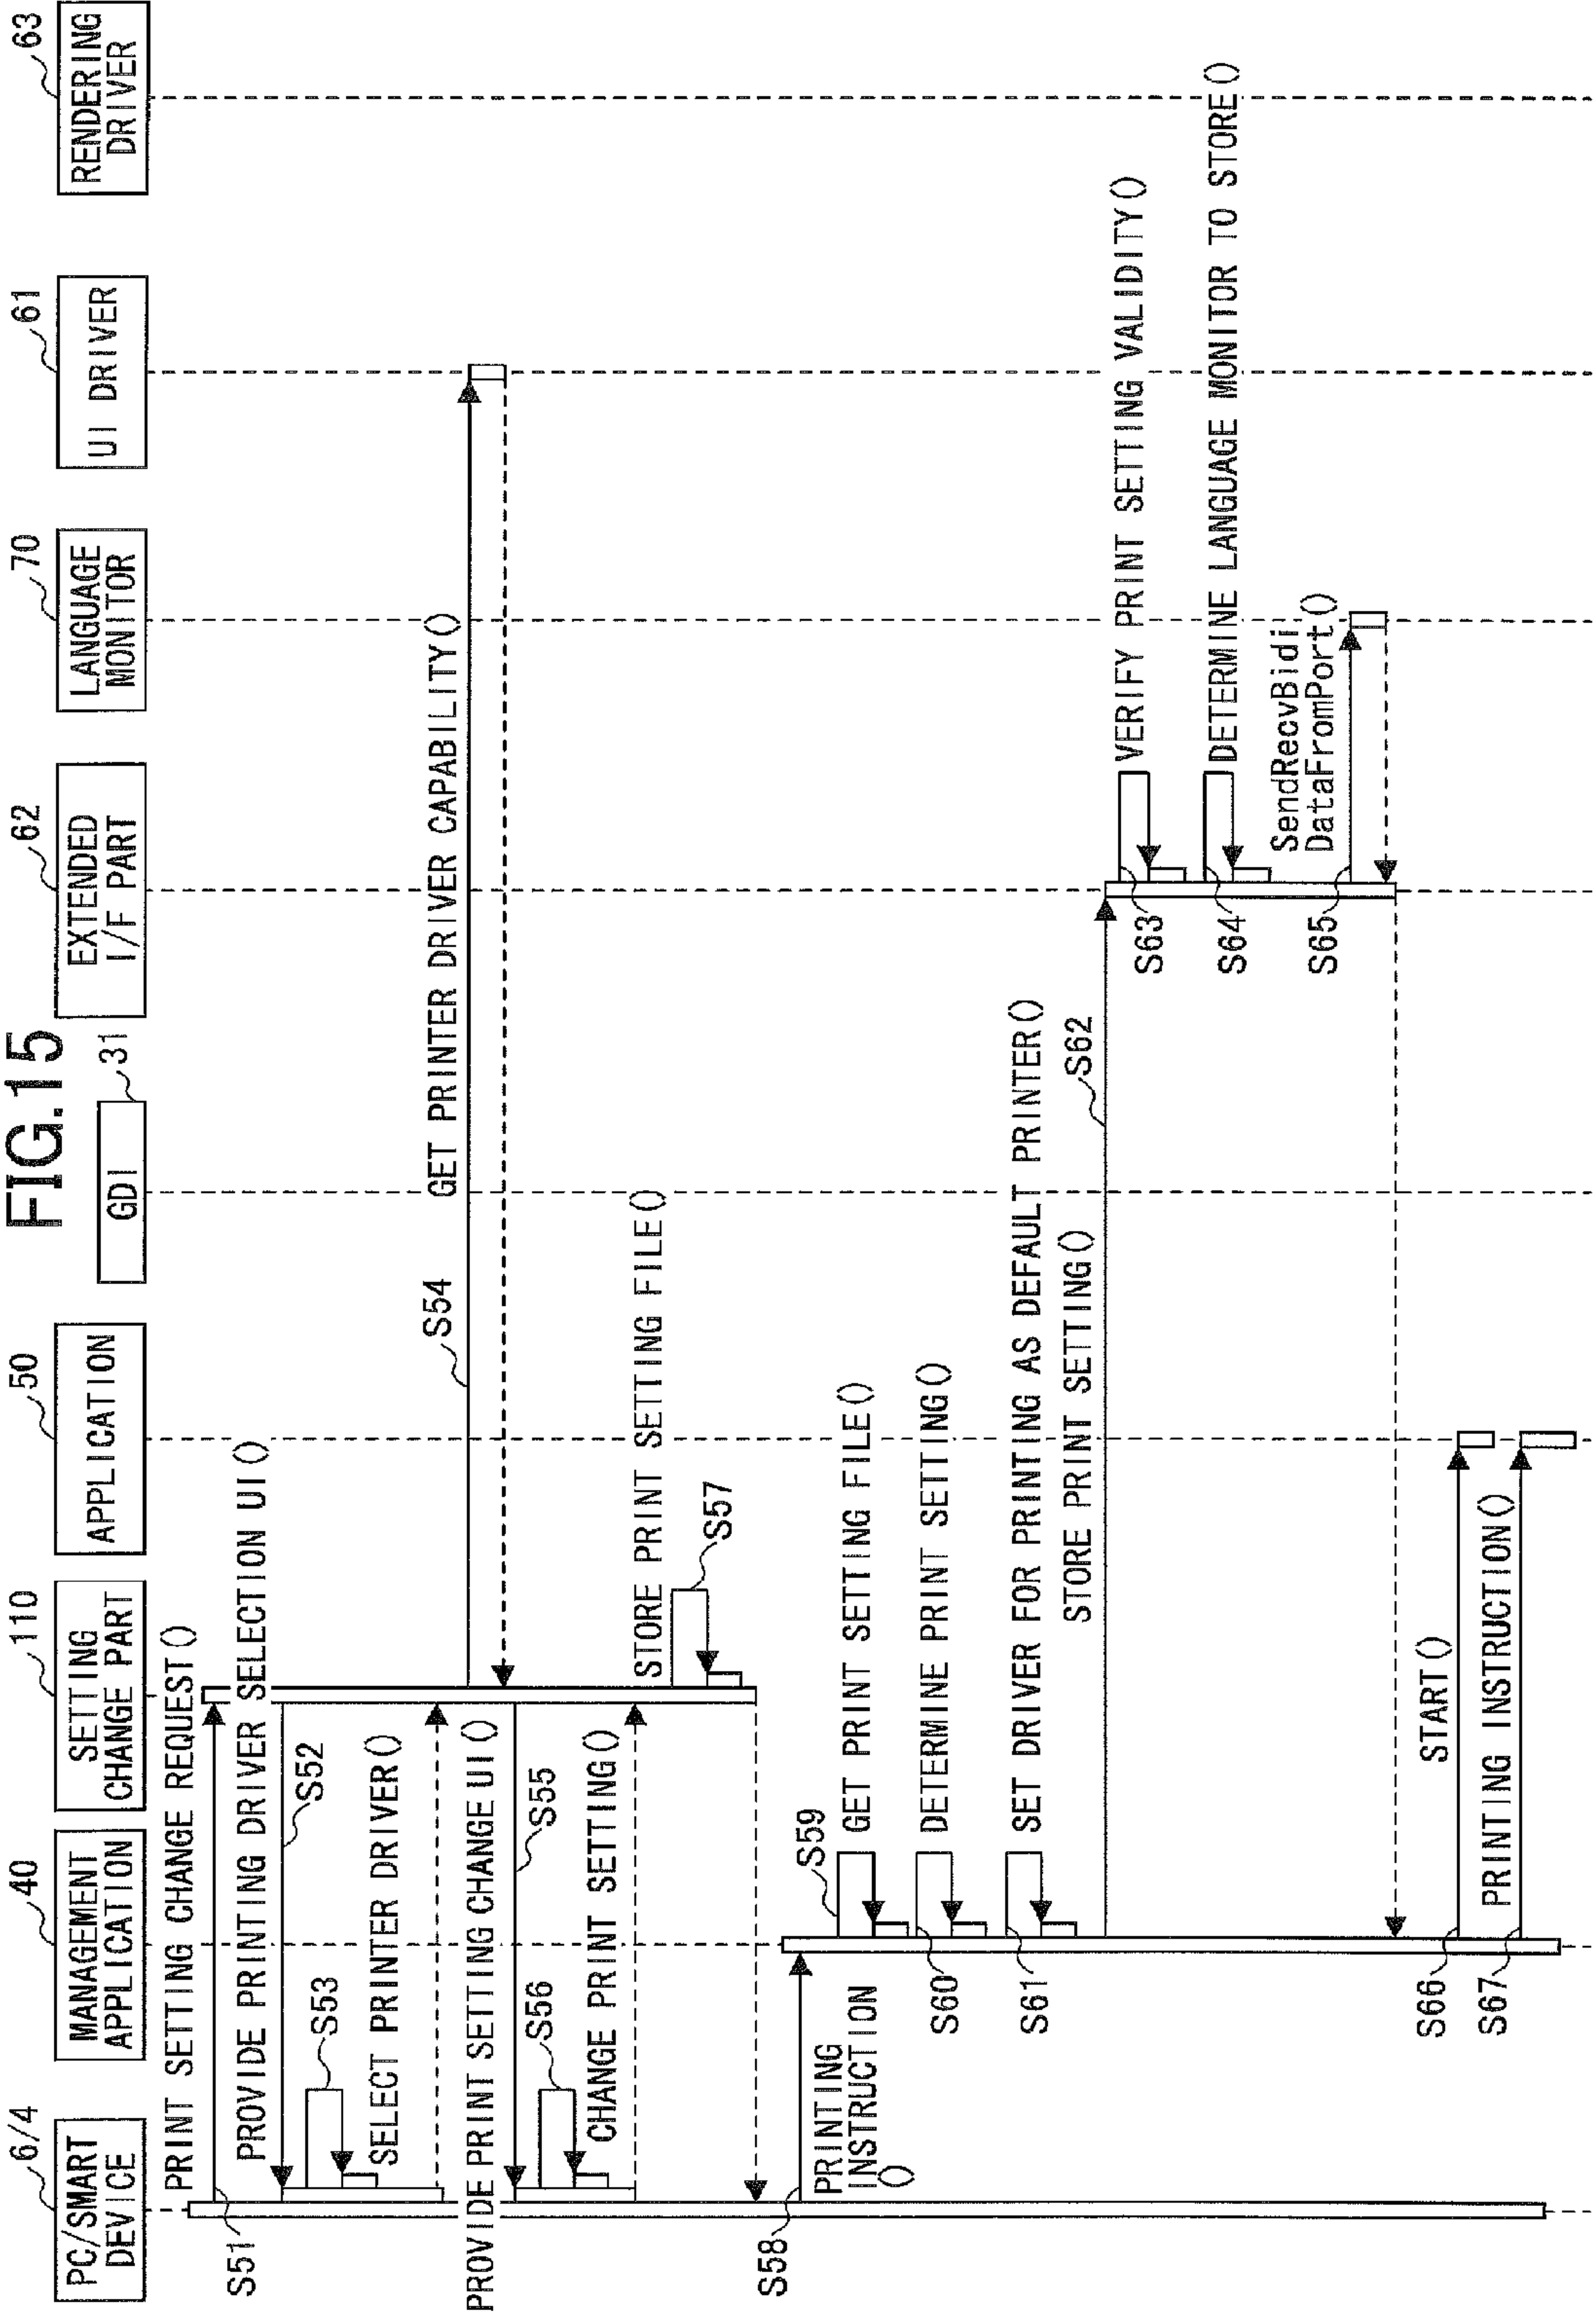 FIG.15
6/4
PC/SMART
DEVICE
40
MANAGEMENT
APPLICATION
110
SETTING
CHANGE PART
50
APPLICATION
31
GDI
62
EXTENDED
I/F PART
70
LANGUAGE
MONITOR
61
UI DRIVER
63
RENDERING
DRIVER
S51
PRINT SETTING CHANGE REQUEST()
PROVIDE PRINTING DRIVER SELECTION UI()
S52
S53
SELECT PRINTER DRIVER()
S54
GET PRINTER DRIVER CAPABILITY()
PROVIDE PRINT SETTING CHANGE UI()
S55
S56
CHANGE PRINT SETTING()
STORE PRINT SETTING FILE()
S57
S58
PRINTING
INSTRUCTION
()
S59
GET PRINT SETTING FILE()
S60
DETERMINE PRINT SETTING()
S61
SET DRIVER FOR PRINTING AS DEFAULT PRINTER()
STORE PRINT SETTING()
S62
S63
VERIFY PRINT SETTING VALIDITY()
S64
DETERMINE LANGUAGE MONITOR TO STORE()
S65
SendRecvBidi
DataFromPort()
S66
START()
S67
PRINTING INSTRUCTION()